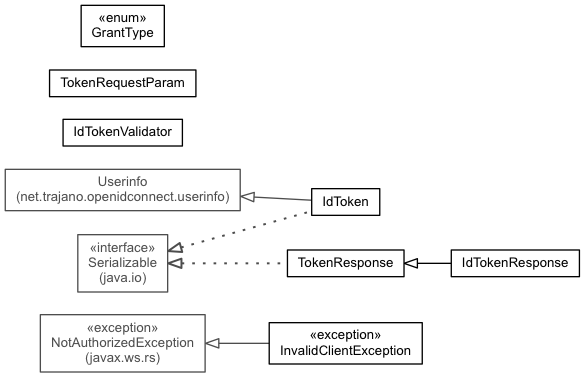 «enum»
GrantType
TokenRequestParam
IdTokenValidator
Userinfo
(net.trajano.openidconnect.userinfo)
IdToken
«interface»
Serializable
(java.io)
TokenResponse
IdTokenResponse
«exception»
NotAuthorizedException
(javax.ws.rs)
«exception»
InvalidClientException